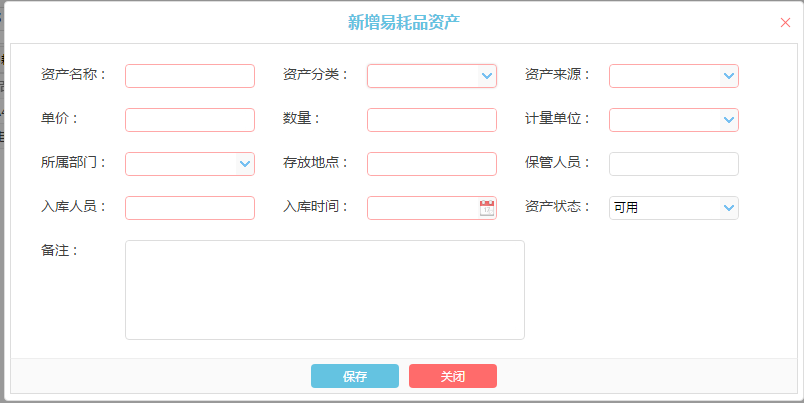 新增易耗品资产
资产名称： 资产分类： 资产来源：
单价： 数量： 计量单位：
所属部门： 存放地点： 保管人员：
入库人员： 入库时间： 资产状态： 可用
备注：
保存 关闭